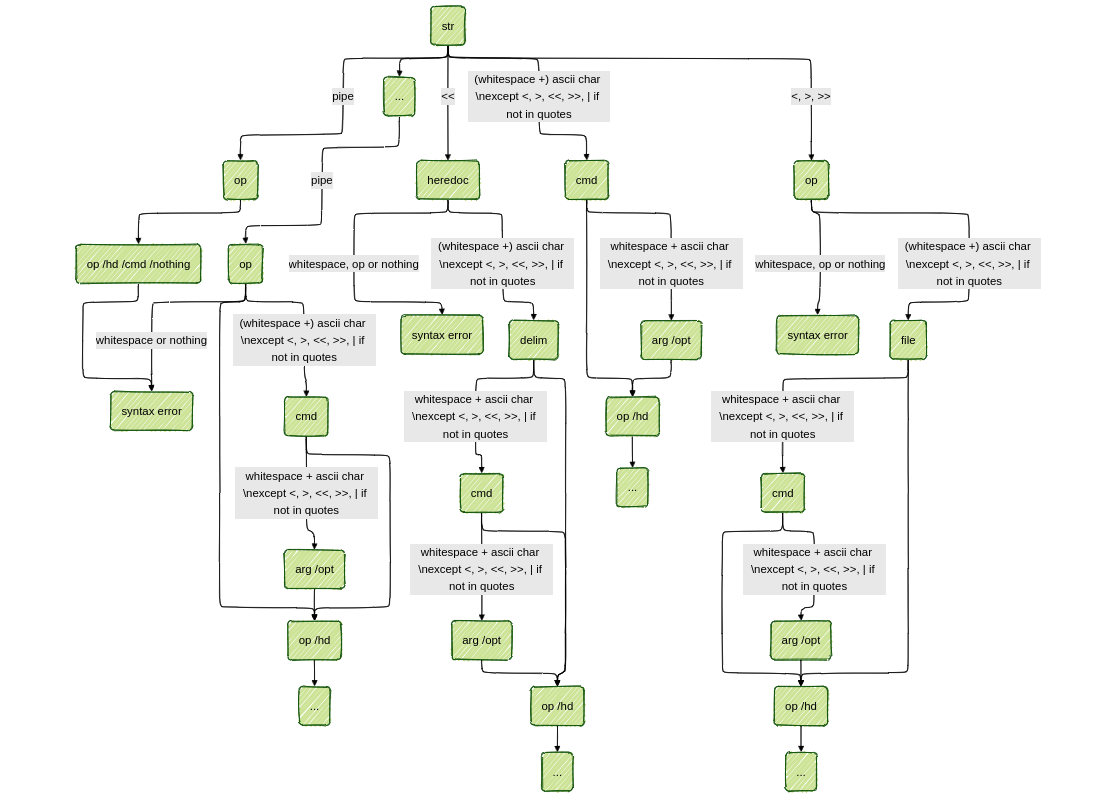 str
(whitespace +) ascii char
\nexcept <, >, <<, >>, | if
not in quotes
pipe
...
<<
<, >, >>
op
pipe
heredoc
cmd
op
op /hd /cmd /nothing
op
whitespace, op or nothing
(whitespace +) ascii char
\nexcept <, >, <<, >>, | if
not in quotes
whitespace + ascii char
\nexcept <, >, <<, >>, | if
not in quotes
whitespace, op or nothing
(whitespace +) ascii char
\nexcept <, >, <<, >>, | if
not in quotes
whitespace or nothing
(whitespace +) ascii char
\nexcept <, >, <<, >>, | if
not in quotes
syntax error
delim
arg /opt
syntax error
file
syntax error
cmd
whitespace + ascii char
\nexcept <, >, <<, >>, | if
not in quotes
op /hd
whitespace + ascii char
\nexcept <, >, <<, >>, | if
not in quotes
whitespace + ascii char
\nexcept <, >, <<, >>, | if
not in quotes
cmd
...
cmd
arg /opt
whitespace + ascii char
\nexcept <, >, <<, >>, | if
not in quotes
whitespace + ascii char
\nexcept <, >, <<, >>, | if
not in quotes
op /hd
arg /opt
arg /opt
...
op /hd
op /hd
...
...